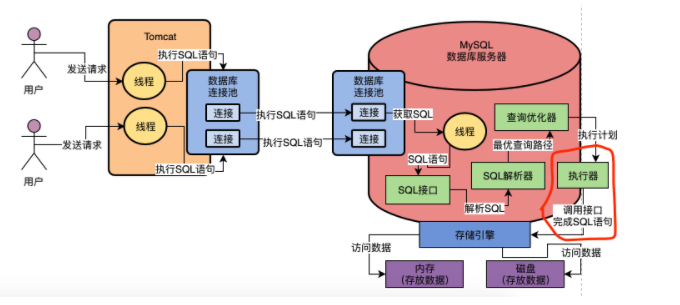 Tomcat
MySQL
数据库服务器
执行SQL语句
发送请求
线程
用户
数据库
连接池
连接
执行SQL语句
数据库
连接池
连接
获取SQL
线程
查询优化器
执行计划
最优查询路径
发送请求
线程
连接
执行SQL语句
连接
SQL语句
执行SQL语句
用户
SQL接口
解析SQL
SQL解析器
执行器
调用接口
完成SQL语句
存储引擎
访问数据
访问数据
内存
(存放数据)
磁盘
(存放数据)